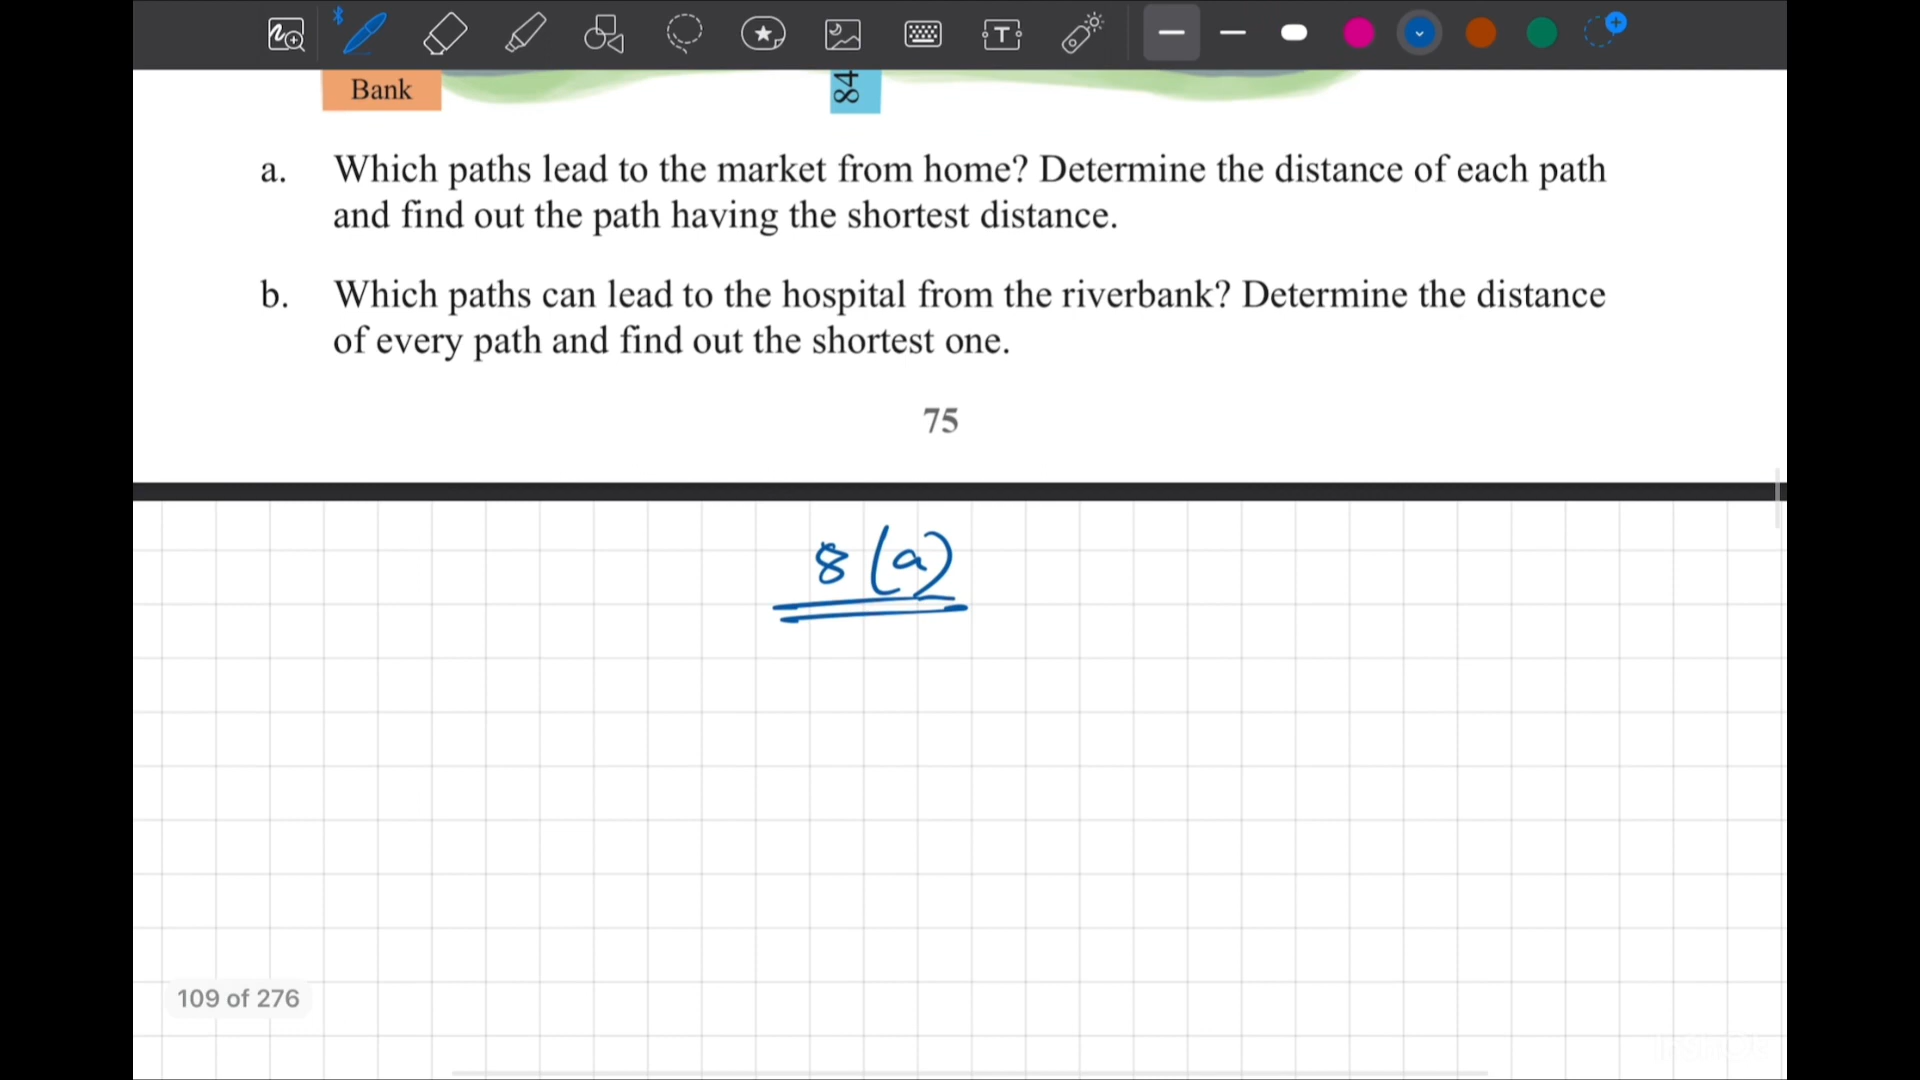 Bank
84
a. Which paths lead to the market from home? Determine the distance of each path
and find out the path having the shortest distance.
b. Which paths can lead to the hospital from the riverbank? Determine the distance
of every path and find out the shortest one.
75
8 (a)
109 of 276